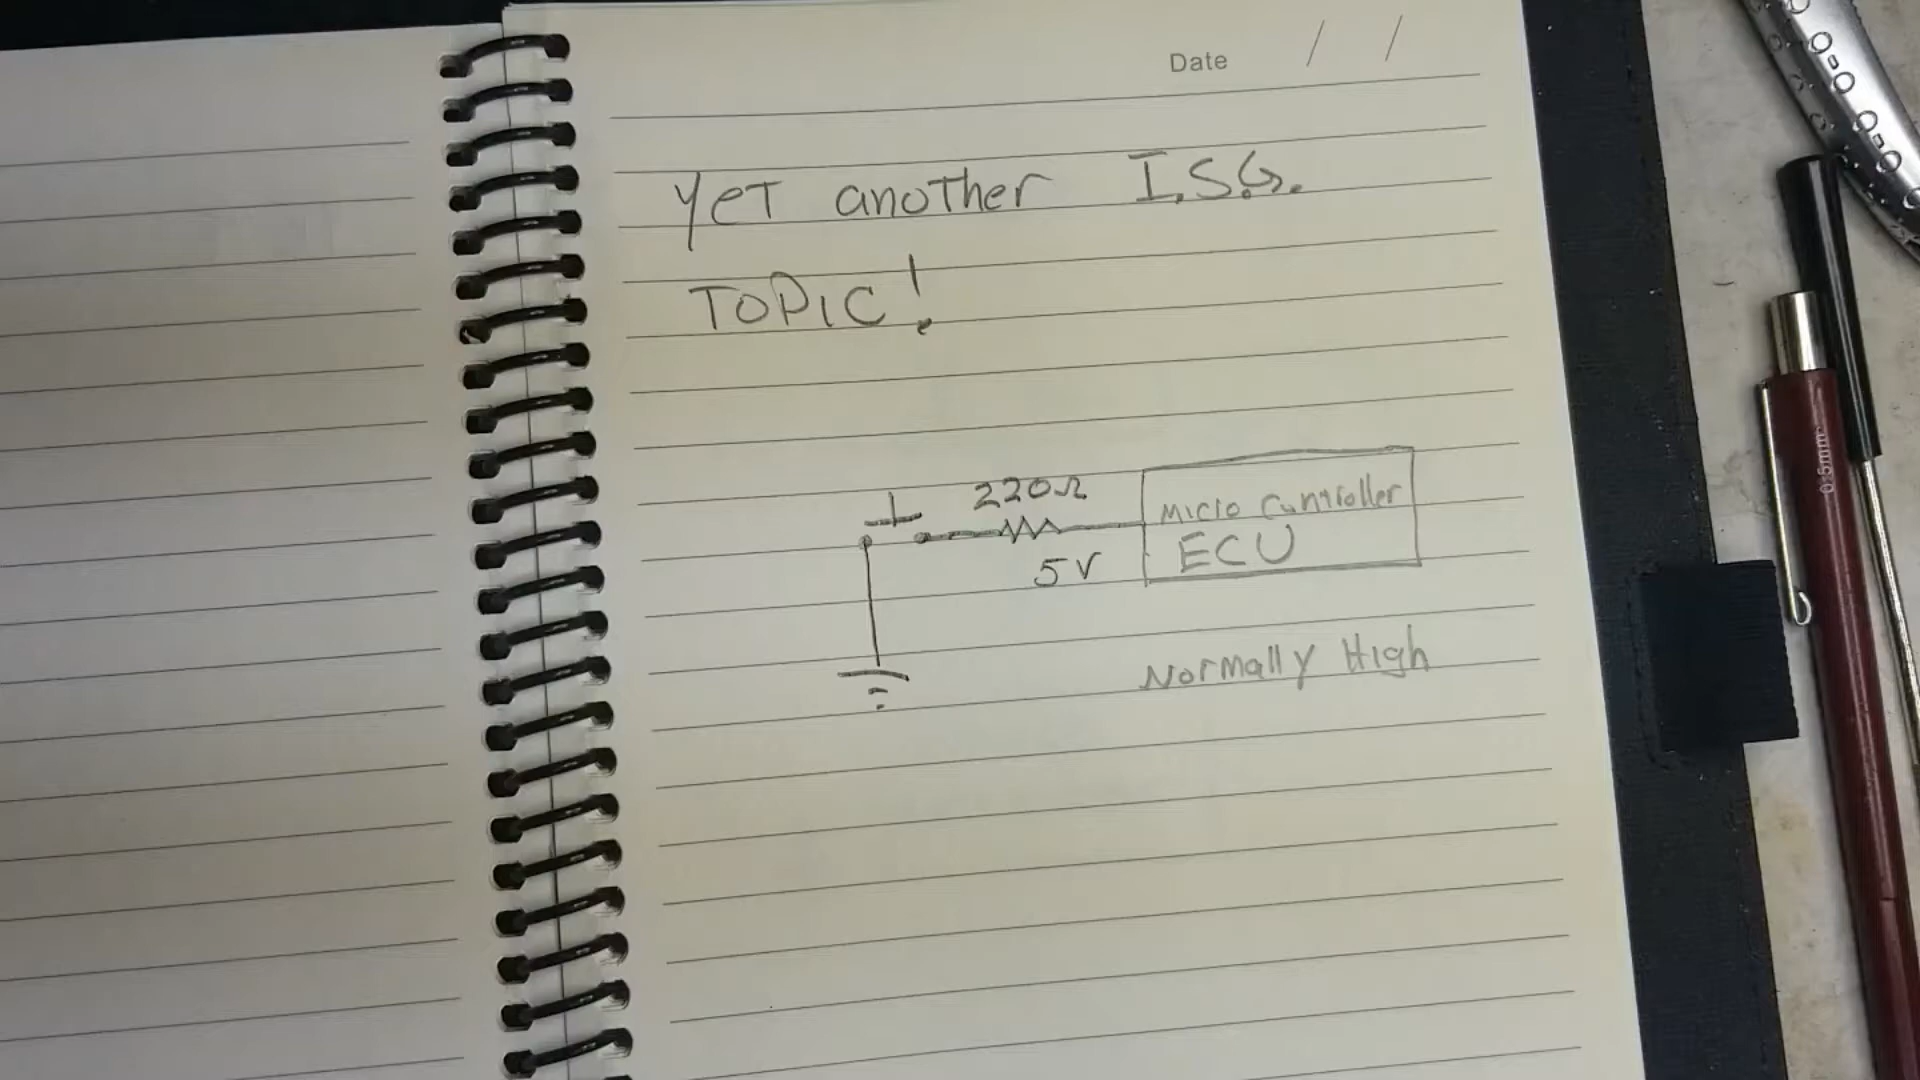 Date / /
Yet another I.S.G.
TOPIC!
220Ω
Micro Controller
5V
ECU
Normally High
0.5mm